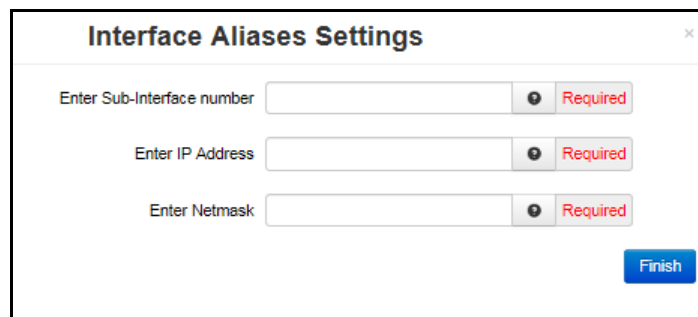 Interface Aliases Settings ×
Enter Sub-Interface number ? Required
Enter IP Address ? Required
Enter Netmask ? Required
Finish